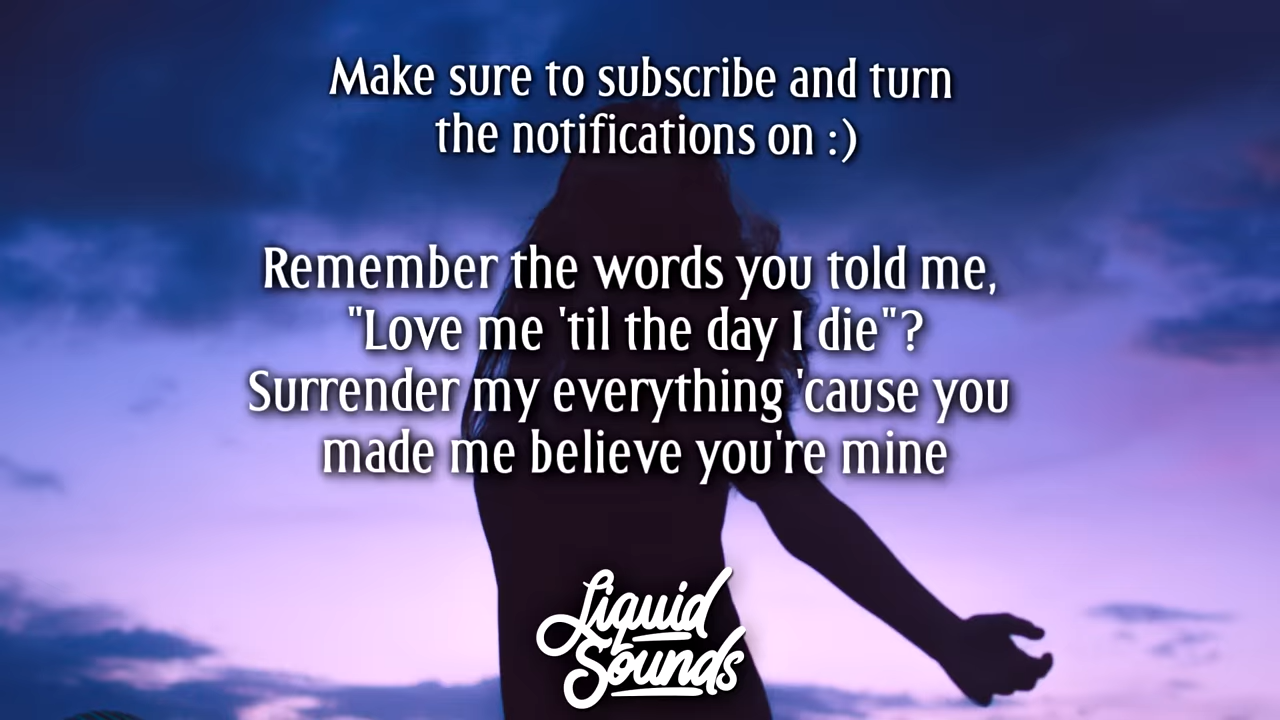 Make sure to subscribe and turn
the notifications on :)
Remember the words you told me,
"Love me 'til the day I die"?
Surrender my everything 'cause you
made me believe you're mine
Liquid
Sounds